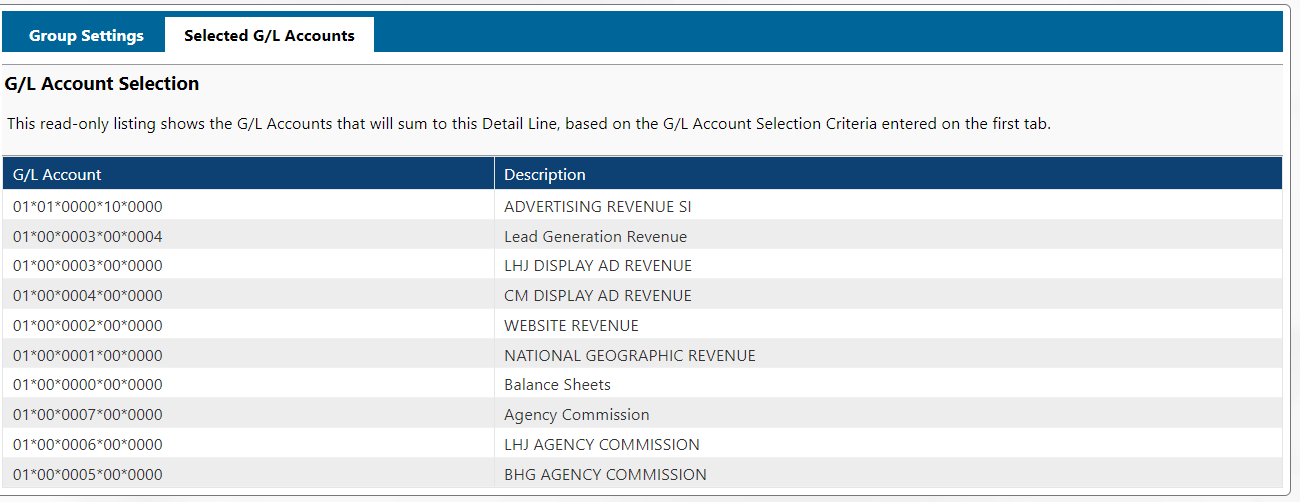 Group Settings Selected G/L Accounts
G/L Account Selection
This read-only listing shows the G/L Accounts that will sum to this Detail Line, based on the G/L Account Selection Criteria entered on the first tab.
G/L Account Description
01*01*0000*10*0000 ADVERTISING REVENUE SI
01*00*0003*00*0004 Lead Generation Revenue
01*00*0003*00*0000 LHJ DISPLAY AD REVENUE
01*00*0004*00*0000 CM DISPLAY AD REVENUE
01*00*0002*00*0000 WEBSITE REVENUE
01*00*0001*00*0000 NATIONAL GEOGRAPHIC REVENUE
01*00*0000*00*0000 Balance Sheets
01*00*0007*00*0000 Agency Commission
01*00*0006*00*0000 LHJ AGENCY COMMISSION
01*00*0005*00*0000 BHG AGENCY COMMISSION